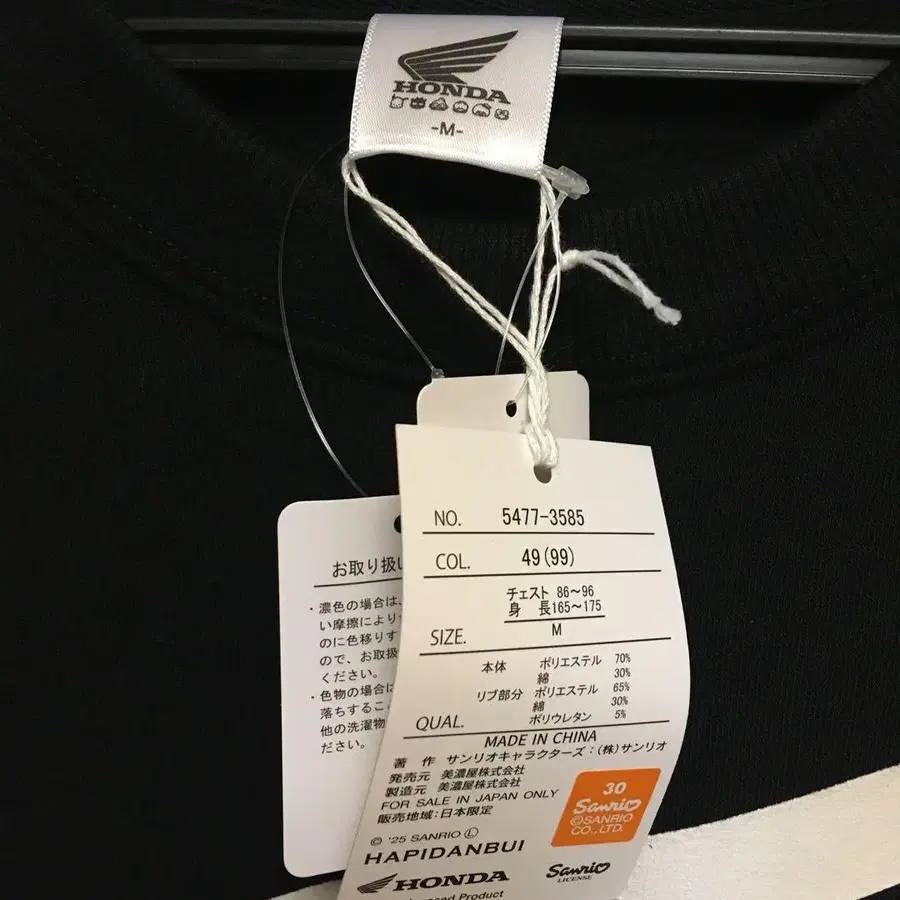 HONDA
-M-
お取り扱い
・濃色の場合は、
い摩擦により
のに色移りす
ので、お取扱
ください。
・色物の場合は
落ちするこ
他の洗濯物
ださい。
NO. 5477-3585
COL. 49(99)
チェスト 86〜96
身 長165〜175
SIZE. M
本体 ポリエステル 70%
綿 30%
リブ部分 ポリエステル 65%
綿 30%
QUAL. ポリウレタン 5%
MADE IN CHINA
著 作 サンリオキャラクターズ：(株)サンリオ
発売元 美濃屋株式会社
製造元 美濃屋株式会社
FOR SALE IN JAPAN ONLY
販売地域：日本限定
© '25 SANRIO Ⓛ
HAPIDANBUI
30
Sanrio
©SANRIO
CO., LTD.
HONDA
Product
Sanrio
LICENSE